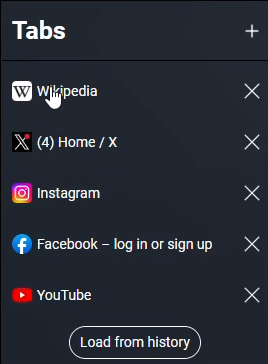 Tabs
Wikipedia
(4) Home / X
Instagram
Facebook – log in or sign up
YouTube
Load from history